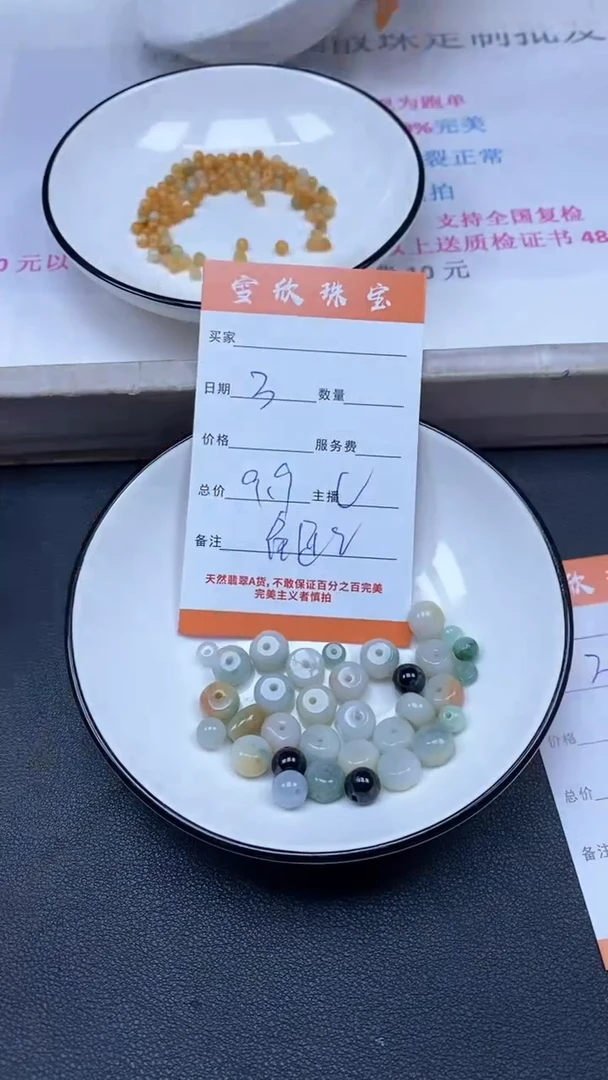 散珠定制批发
为跑单
%完美
裂正常
拍
支持全国复检
上送质检证书 48
0 元以
10 元
雯欣珠宝
买家
日期 3 数量
价格 服务费
总价 99 主播
备注
天然翡翠A货,不敢保证百分之百完美
完美主义者慎拍
欣
价格
总价
备注